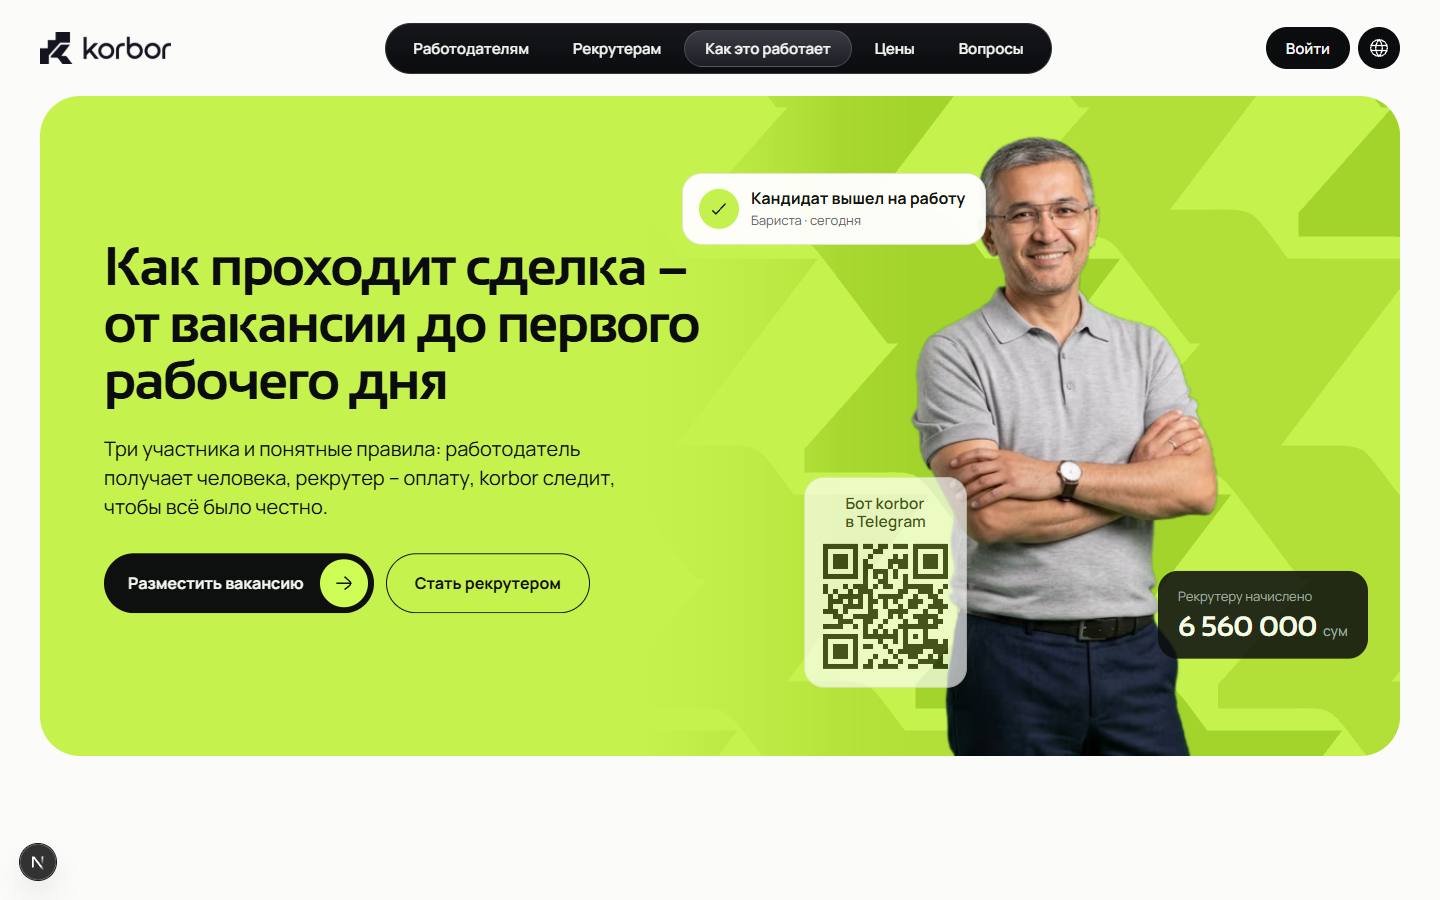 korbor
Работодателям
Рекрутерам
Как это работает
Цены
Вопросы
Войти
Кандидат вышел на работу
Бариста · сегодня
Как проходит сделка –
от вакансии до первого
рабочего дня
Три участника и понятные правила: работодатель
получает человека, рекрутер – оплату, korbor следит,
чтобы всё было честно.
Разместить вакансию
Стать рекрутером
Бот korbor
в Telegram
Рекрутеру начислено
6 560 000 сум
N